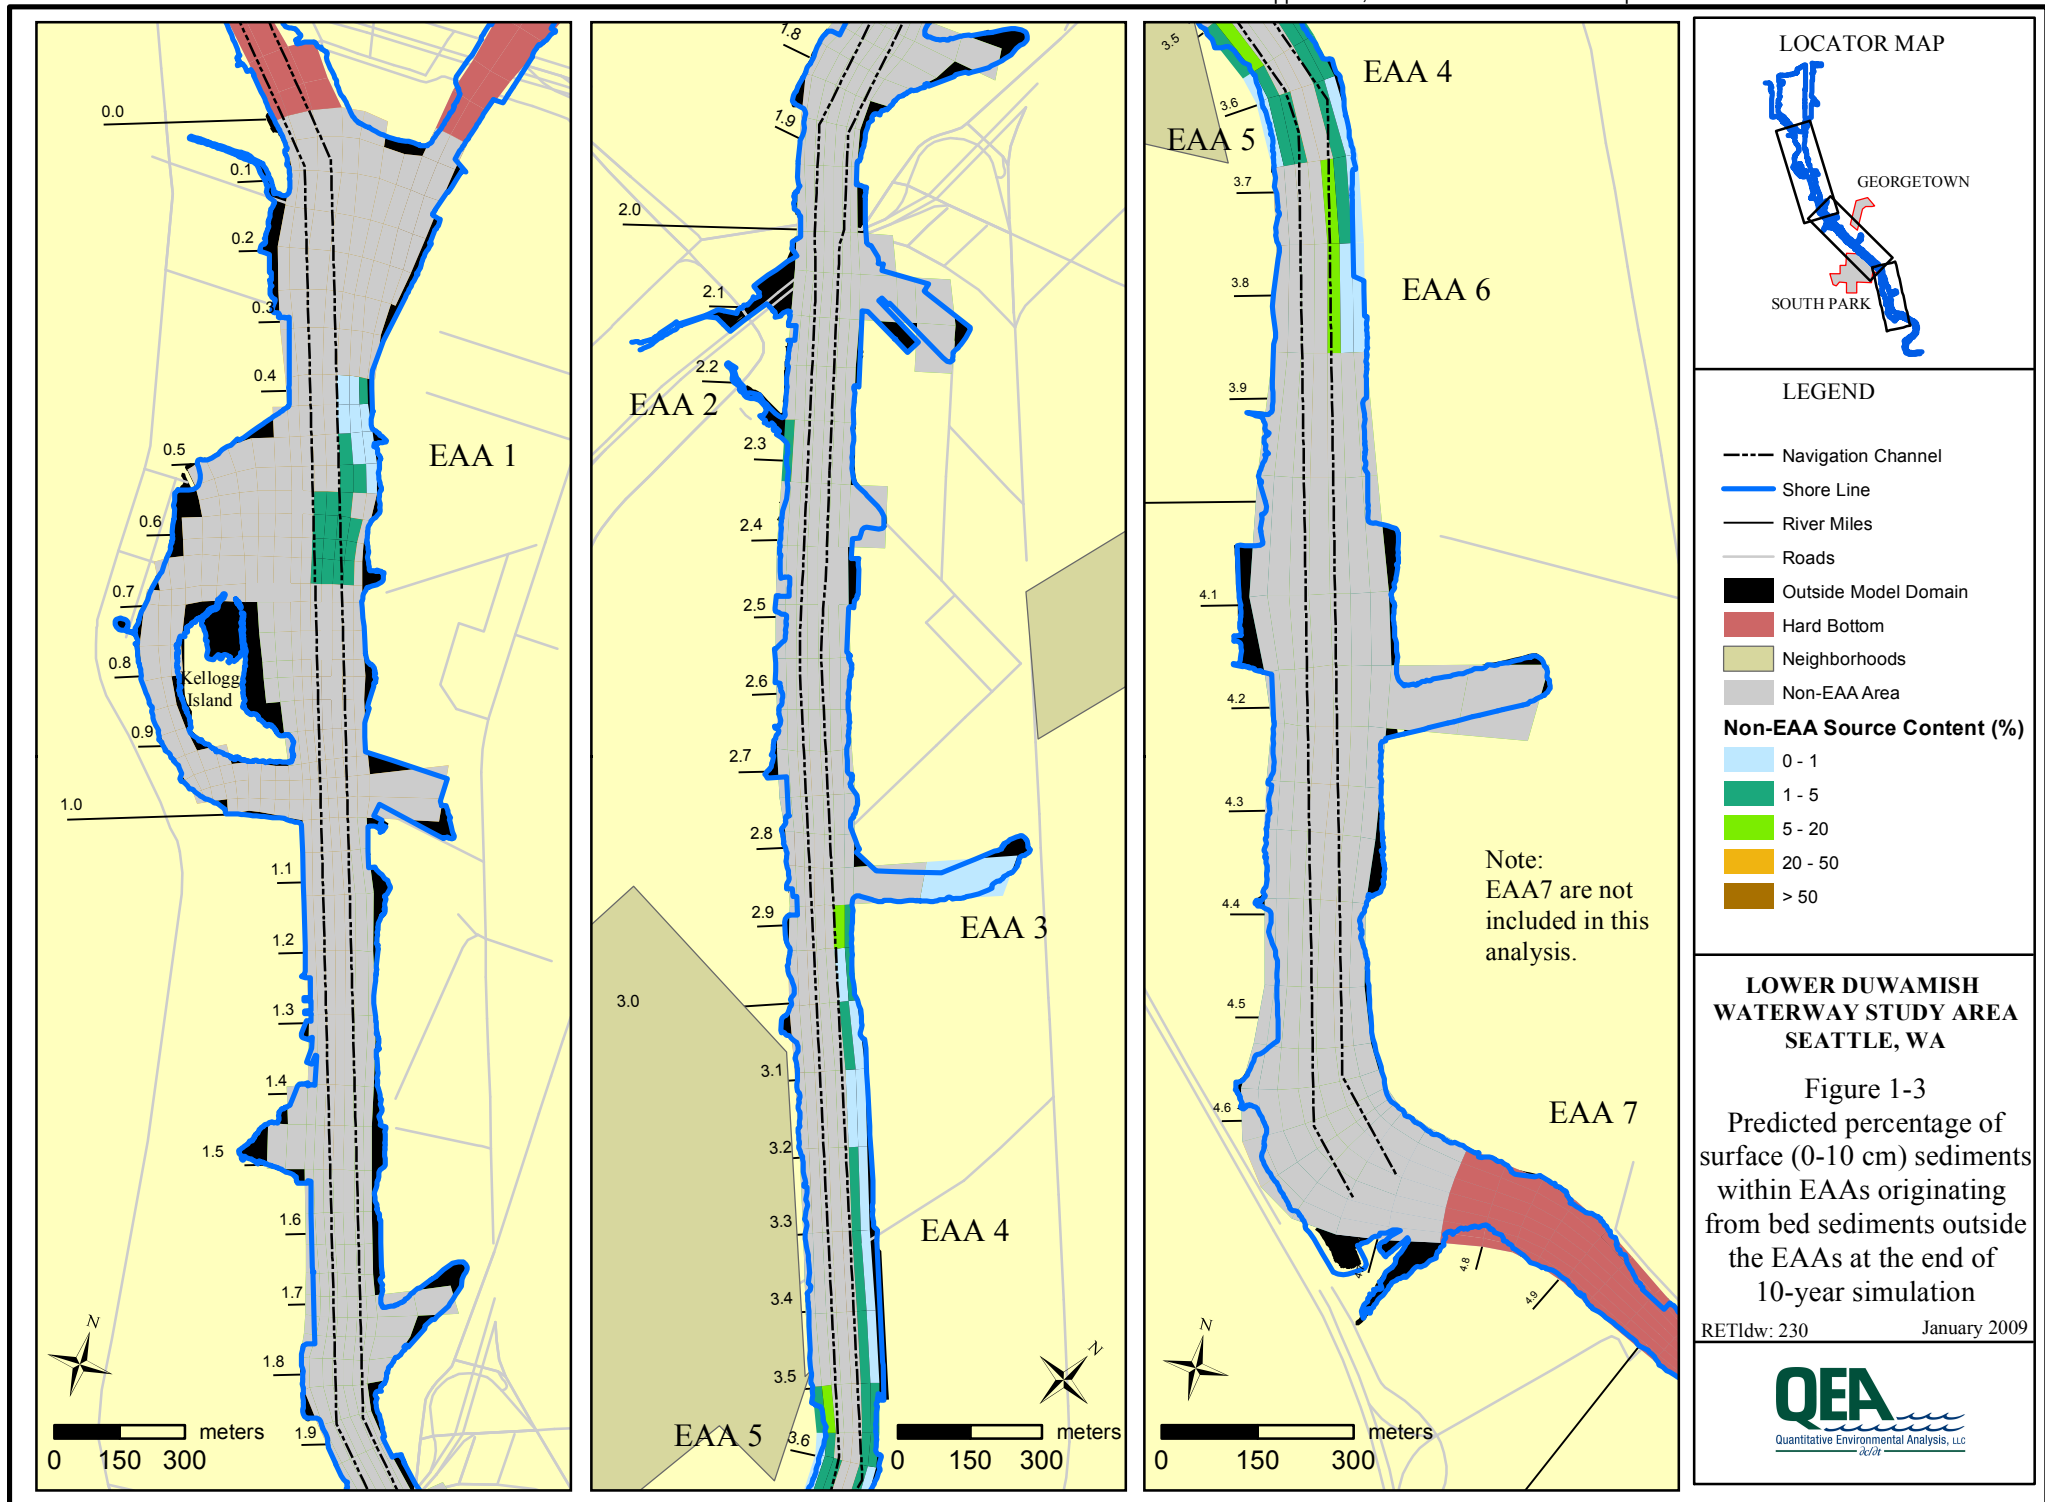 0.0
0.1
0.2
0.3
0.4
0.5
0.6
0.7
0.8
0.9
1.0
1.1
1.2
1.3
1.4
1.5
1.6
1.7
1.8
1.9
EAA 1
Kellogg
Island
N
meters
0 150 300
1.8
1.9
2.0
2.1
2.2
2.3
2.4
2.5
2.6
2.7
2.8
2.9
3.0
3.1
3.2
3.3
3.4
3.5
3.6
EAA 2
EAA 3
EAA 4
EAA 5
N
meters
0 150 300
3.5
3.6
3.7
3.8
3.9
4.1
4.2
4.3
4.4
4.5
4.6
4.8
4.9
EAA 4
EAA 5
EAA 6
Note:
EAA7 are not
included in this
analysis.
EAA 7
N
meters
0 150 300
LOCATOR MAP
GEORGETOWN
SOUTH PARK
LEGEND
Navigation Channel
Shore Line
River Miles
Roads
Outside Model Domain
Hard Bottom
Neighborhoods
Non-EAA Area
Non-EAA Source Content (%)
0 - 1
1 - 5
5 - 20
20 - 50
> 50
LOWER DUWAMISH
WATERWAY STUDY AREA
SEATTLE, WA
Figure 1-3
Predicted percentage of
surface (0-10 cm) sediments
within EAAs originating
from bed sediments outside
the EAAs at the end of
10-year simulation
RETldw: 230 January 2009
QEA
Quantitative Environmental Analysis, LLC
∂c/∂t